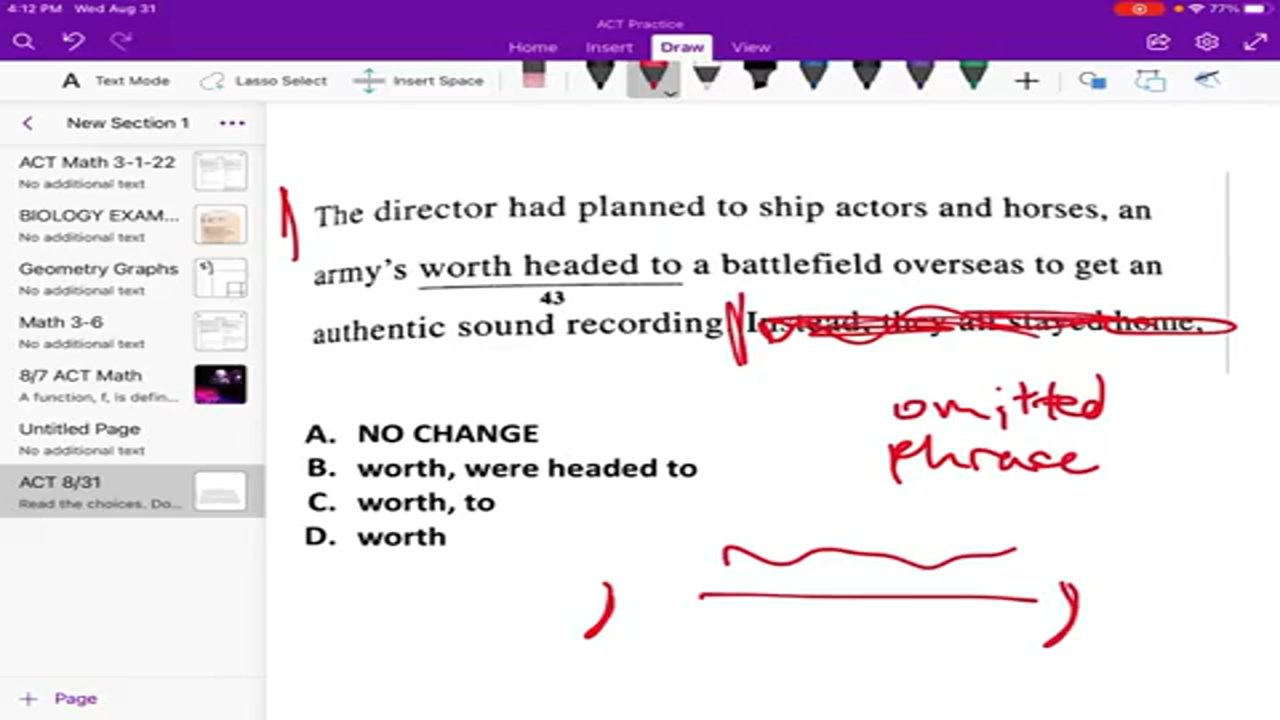 4:12 PM Wed Aug 31
77%
ACT Practice
Home Insert Draw View
A Text Mode Lasso Select Insert Space
New Section 1
ACT Math 3-1-22
No additional text
BIOLOGY EXAM...
No additional text
Geometry Graphs
No additional text
Math 3-6
No additional text
8/7 ACT Math
A function, f, is defin...
Untitled Page
No additional text
ACT 8/31
Read the choices. Do...
Page
The director had planned to ship actors and horses, an
army's worth headed to a battlefield overseas to get an
43
authentic sound recording Instead, they all stayed home,
omitted
phrase
A. NO CHANGE
B. worth, were headed to
C. worth, to
D. worth